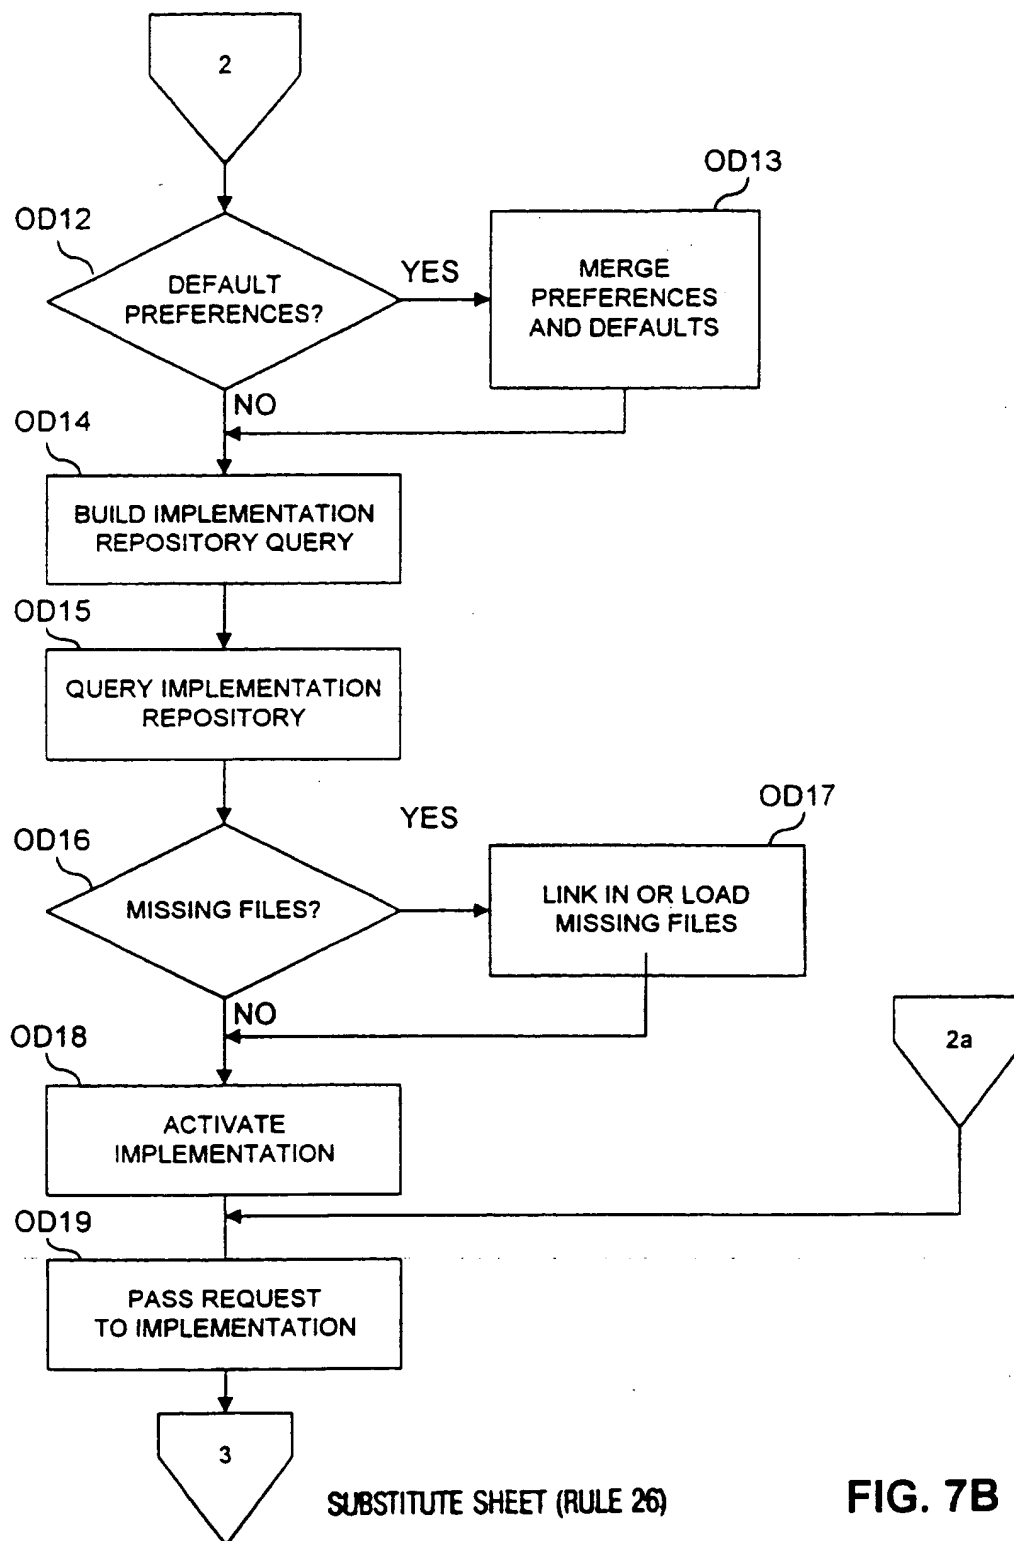 2
OD13
OD12
DEFAULT
PREFERENCES?
YES
MERGE
PREFERENCES
AND DEFAULTS
NO
OD14
BUILD IMPLEMENTATION
REPOSITORY QUERY
OD15
QUERY IMPLEMENTATION
REPOSITORY
YES
OD17
OD16
MISSING FILES?
LINK IN OR LOAD
MISSING FILES
NO
OD18
2a
ACTIVATE
IMPLEMENTATION
OD19
PASS REQUEST
TO IMPLEMENTATION
3
SUBSTITUTE SHEET (RULE 26)
FIG. 7B